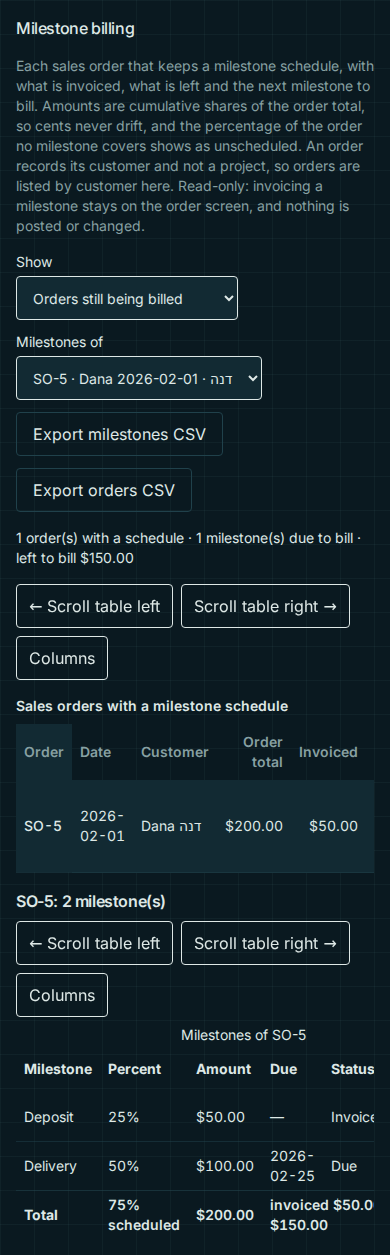 Milestone billing
Each sales order that keeps a milestone schedule, with
what is invoiced, what is left and the next milestone to
bill. Amounts are cumulative shares of the order total,
so cents never drift, and the percentage of the order
no milestone covers shows as unscheduled. An order
records its customer and not a project, so orders are
listed by customer here. Read-only: invoicing a
milestone stays on the order screen, and nothing is
posted or changed.
Show
Orders still being billed
Milestones of
SO-5 · Dana דנה · 2026-02-01
Export milestones CSV
Export orders CSV
1 order(s) with a schedule · 1 milestone(s) due to bill ·
left to bill $150.00
← Scroll table left Scroll table right →
Columns
Sales orders with a milestone schedule
Order Date Customer Order total Invoiced
SO-5 2026-02-01 Dana דנה $200.00 $50.00
SO-5: 2 milestone(s)
← Scroll table left Scroll table right →
Columns
Milestones of SO-5
Milestone Percent Amount Due Status
Deposit 25% $50.00 — Invoice
Delivery 50% $100.00 2026-02-25 Due
Total 75% scheduled $200.00 invoiced $50.0 $150.00